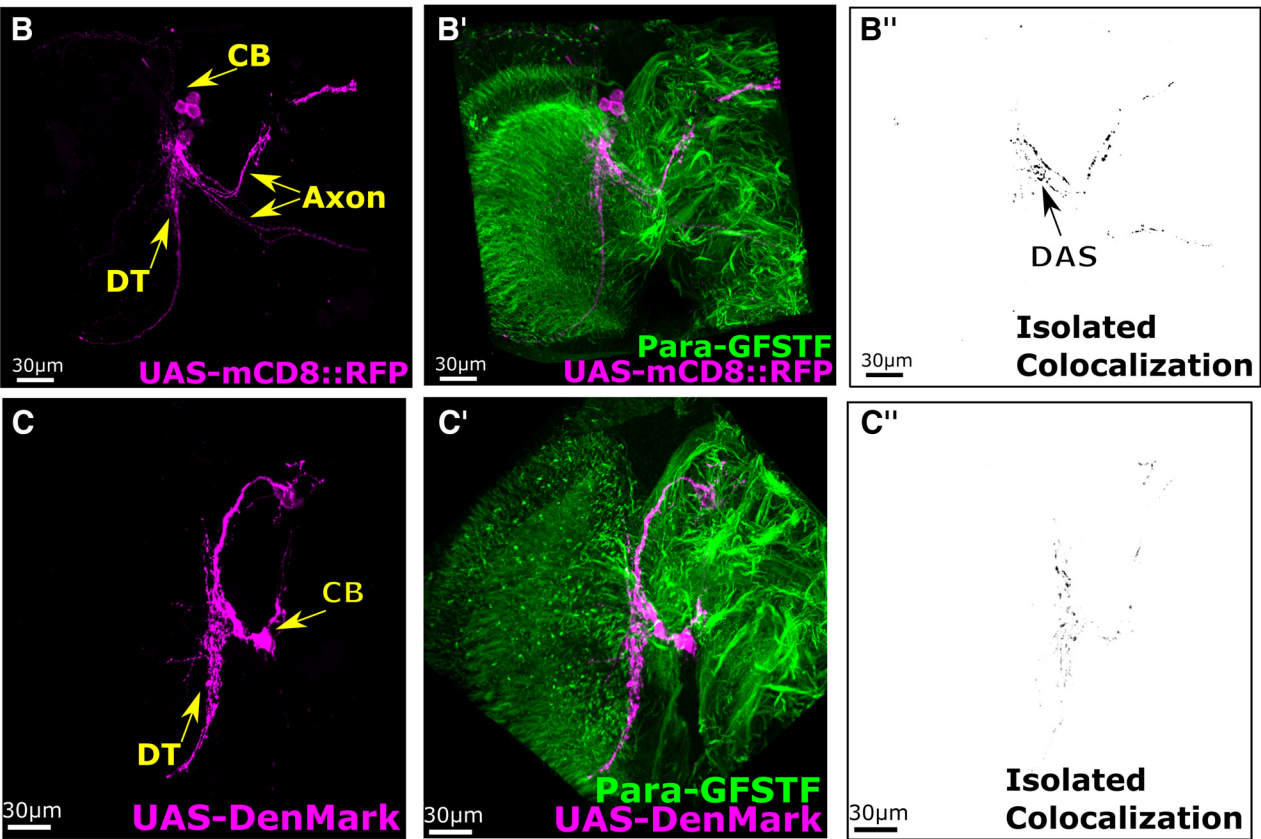 B
CB
Axon
DT
30µm
UAS-mCD8::RFP
B'
Para-GFSTF
30µm
UAS-mCD8::RFP
B''
DAS
Isolated
30µm
Colocalization
C
CB
DT
30µm
UAS-DenMark
C'
Para-GFSTF
30µm
UAS-DenMark
C''
Isolated
30µm
Colocalization